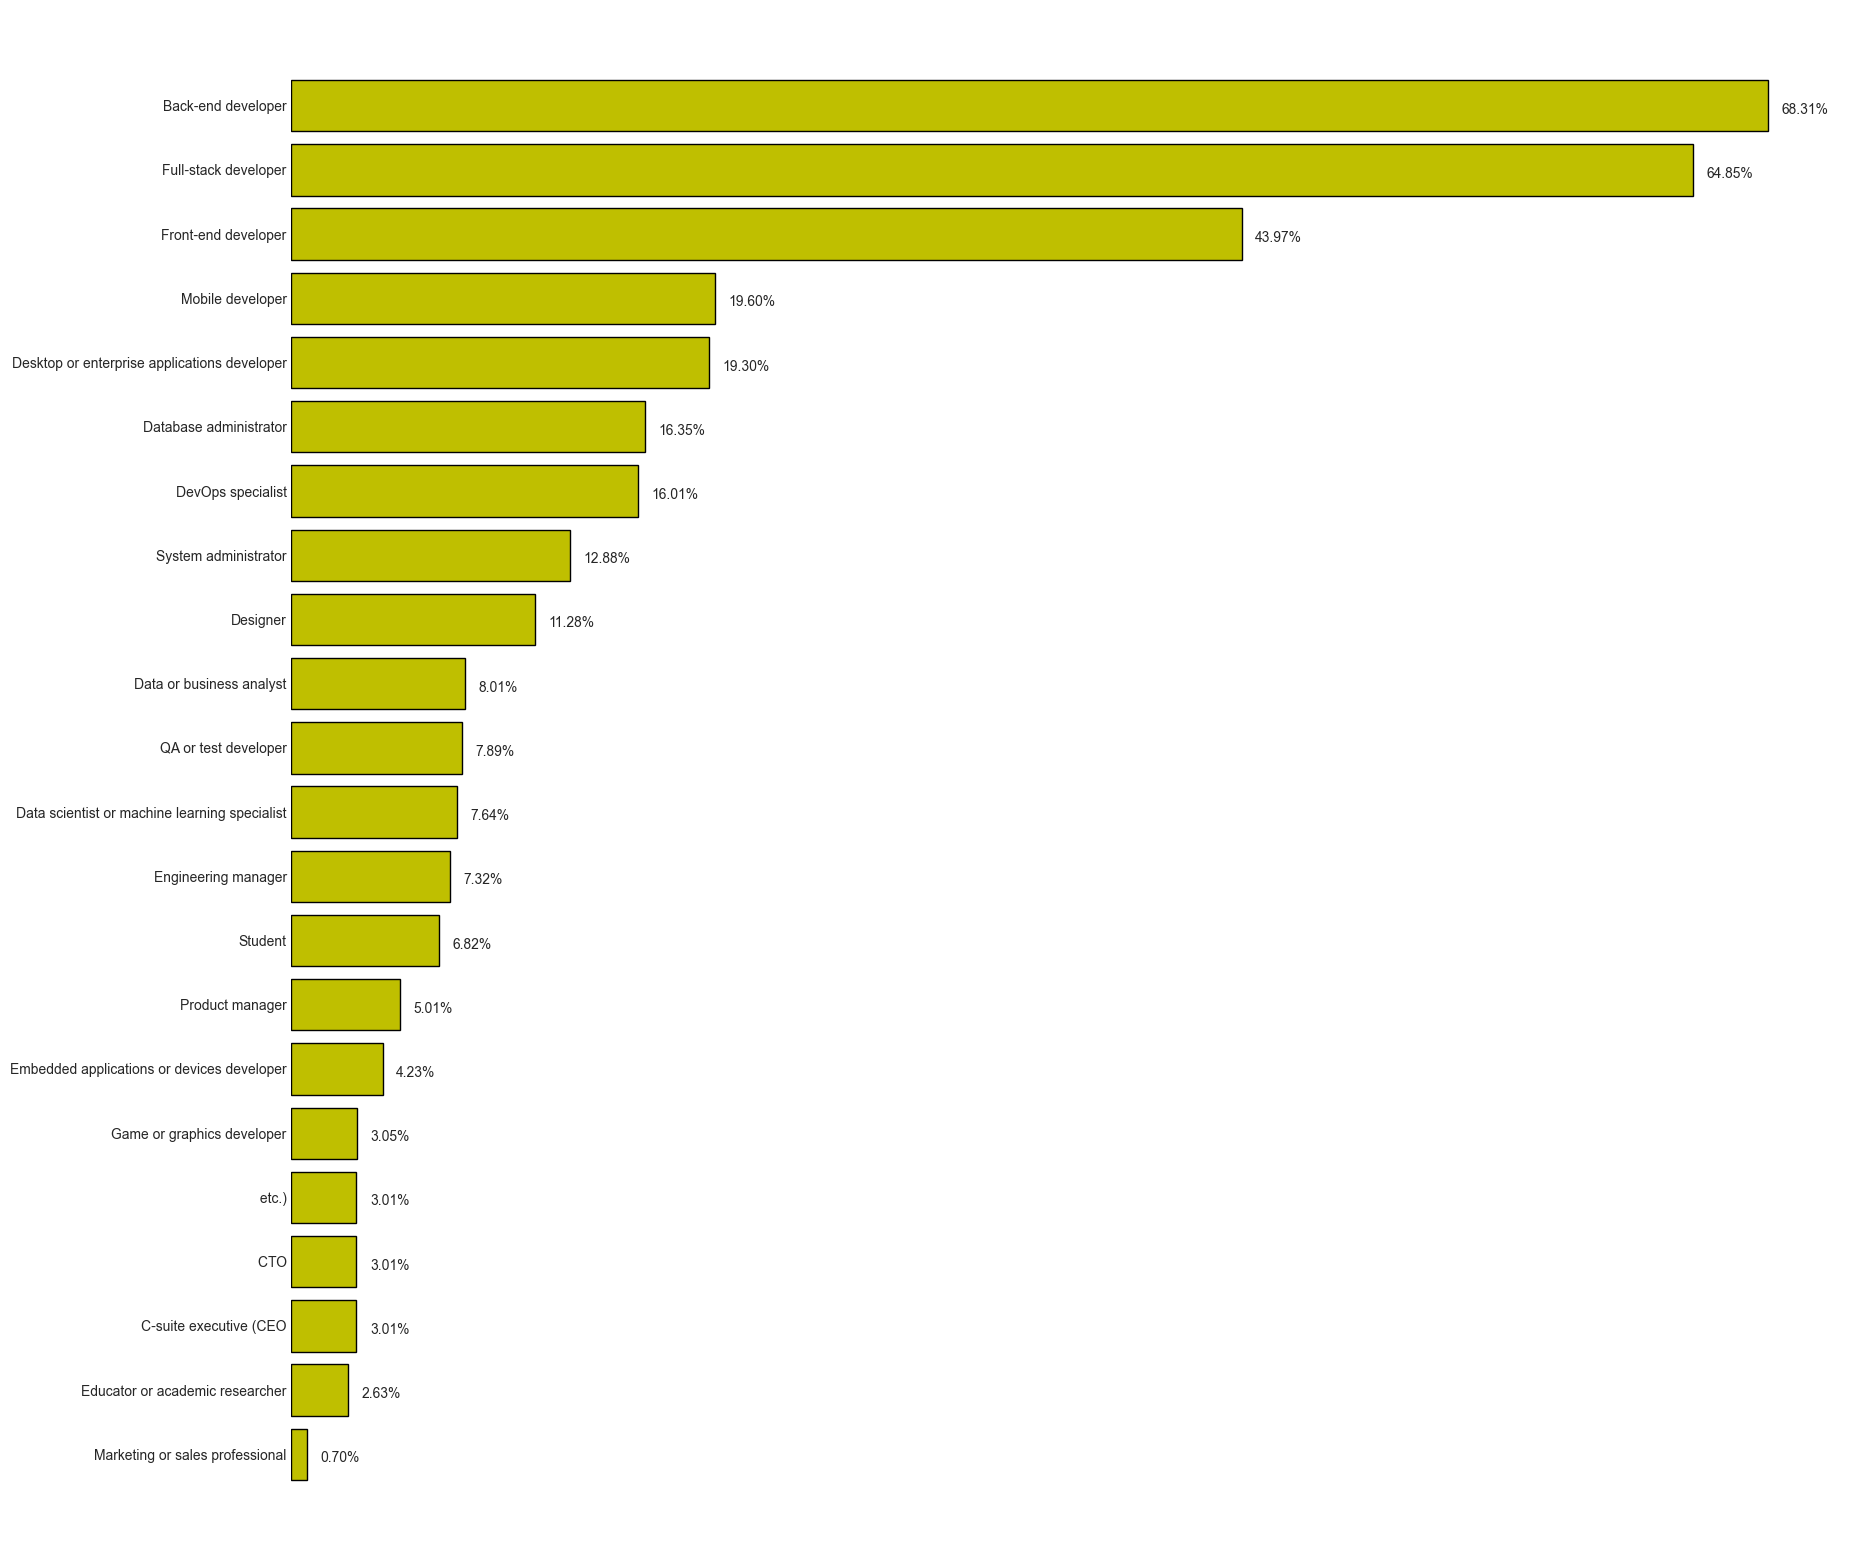 Back-end developer 68.31%
Full-stack developer 64.85%
Front-end developer 43.97%
Mobile developer 19.60%
Desktop or enterprise applications developer 19.30%
Database administrator 16.35%
DevOps specialist 16.01%
System administrator 12.88%
Designer 11.28%
Data or business analyst 8.01%
QA or test developer 7.89%
Data scientist or machine learning specialist 7.64%
Engineering manager 7.32%
Student 6.82%
Product manager 5.01%
Embedded applications or devices developer 4.23%
Game or graphics developer 3.05%
etc.) 3.01%
CTO 3.01%
C-suite executive (CEO 3.01%
Educator or academic researcher 2.63%
Marketing or sales professional 0.70%